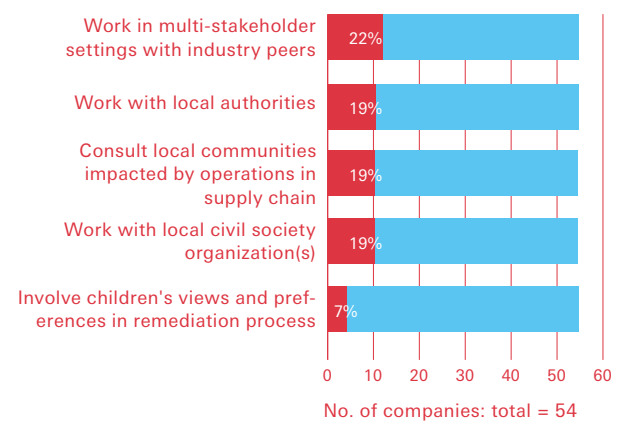 Work in multi-stakeholder
settings with industry peers
22%
Work with local authorities
19%
Consult local communities
impacted by operations in
supply chain
19%
Work with local civil society
organization(s)
19%
Involve children's views and pref-
erences in remediation process
7%
0 10 20 30 40 50 60
No. of companies: total = 54